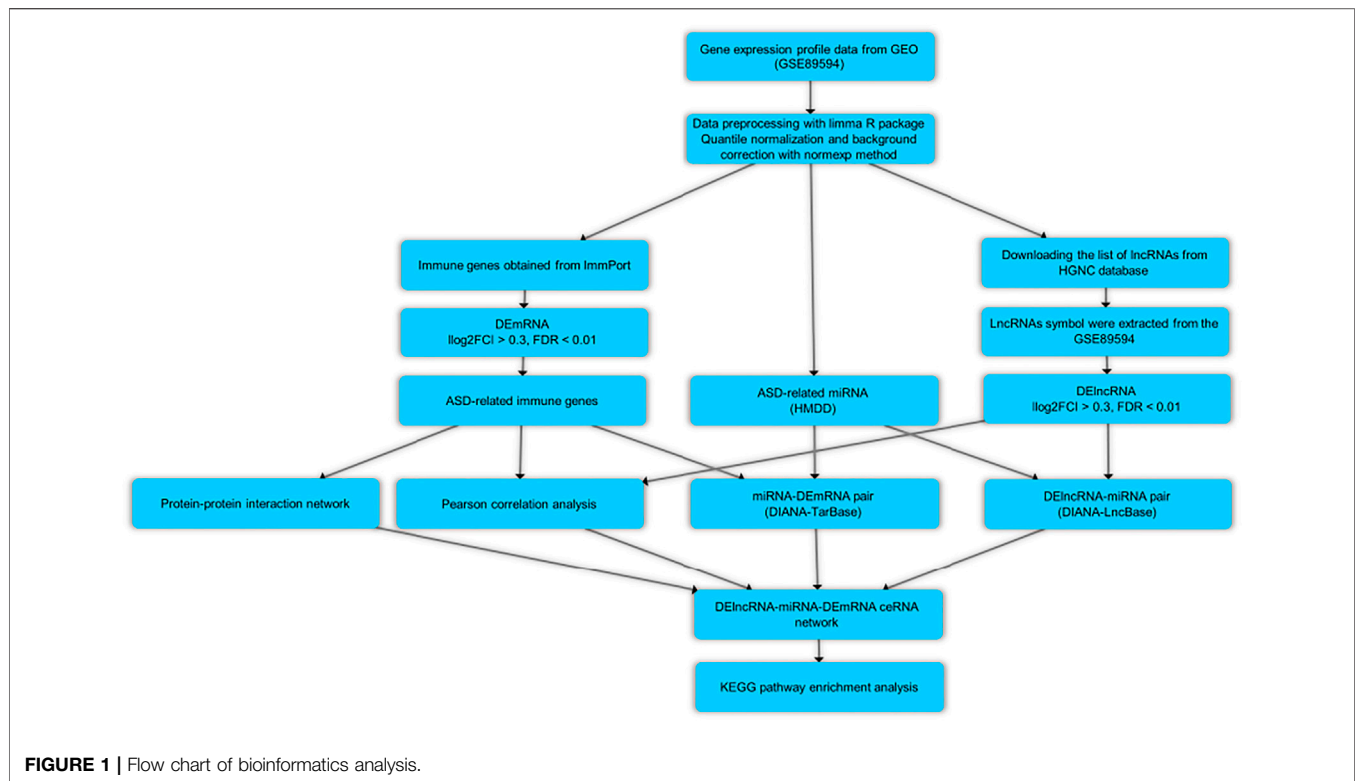 Gene expression profile data from GEO
(GSE89594)
Data preprocessing with limma R package
Quantile normalization and background
correction with normexp method
Immune genes obtained from ImmPort
Downloading the list of lncRNAs from
HGNC database
DEmRNA
|log2FC| > 0.3, FDR < 0.01
LncRNAs symbol were extracted from the
GSE89594
ASD-related immune genes
ASD-related miRNA
(HMDD)
DElncRNA
|log2FC| > 0.3, FDR < 0.01
Protein-protein interaction network
Pearson correlation analysis
miRNA-DEmRNA pair
(DIANA-TarBase)
DElncRNA-miRNA pair
(DIANA-LncBase)
DElncRNA-miRNA-DEmRNA ceRNA
network
KEGG pathway enrichment analysis
FIGURE 1 | Flow chart of bioinformatics analysis.